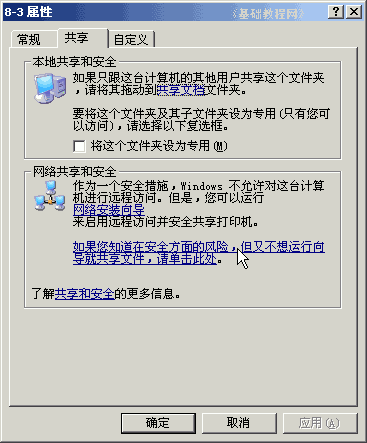 8-3 属性
《基础教程网》
常规 共享 自定义
本地共享和安全
如果只跟这台计算机的其他用户共享这个文件夹
，请将其拖动到共享文档文件夹。
要将这个文件夹及其子文件夹设为专用(只有您可
以访问)，请选择以下复选框。
将这个文件夹设为专用(M)
网络共享和安全
作为一个安全措施，Windows 不允许对这台计算
机进行远程访问。但是，您可以运行
网络安装向导
来启用远程访问并安全共享打印机。
如果您知道在安全方面的风险，但又不想运行向
导就共享文件，请单击此处。
了解共享和安全的更多信息。
确定 取消 应用(A)